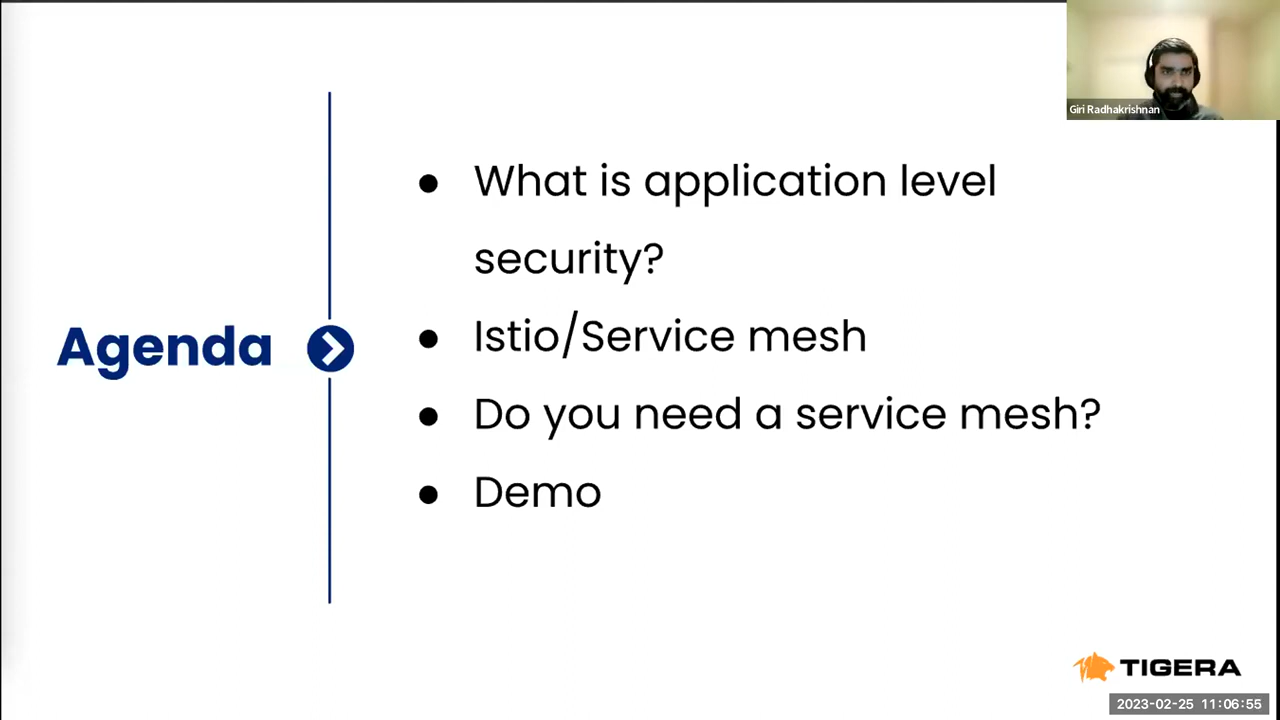 Giri Radhakrishnan
Agenda
What is application level
security?
Istio/Service mesh
Do you need a service mesh?
Demo
TIGERA
2023-02-25 11:06:55